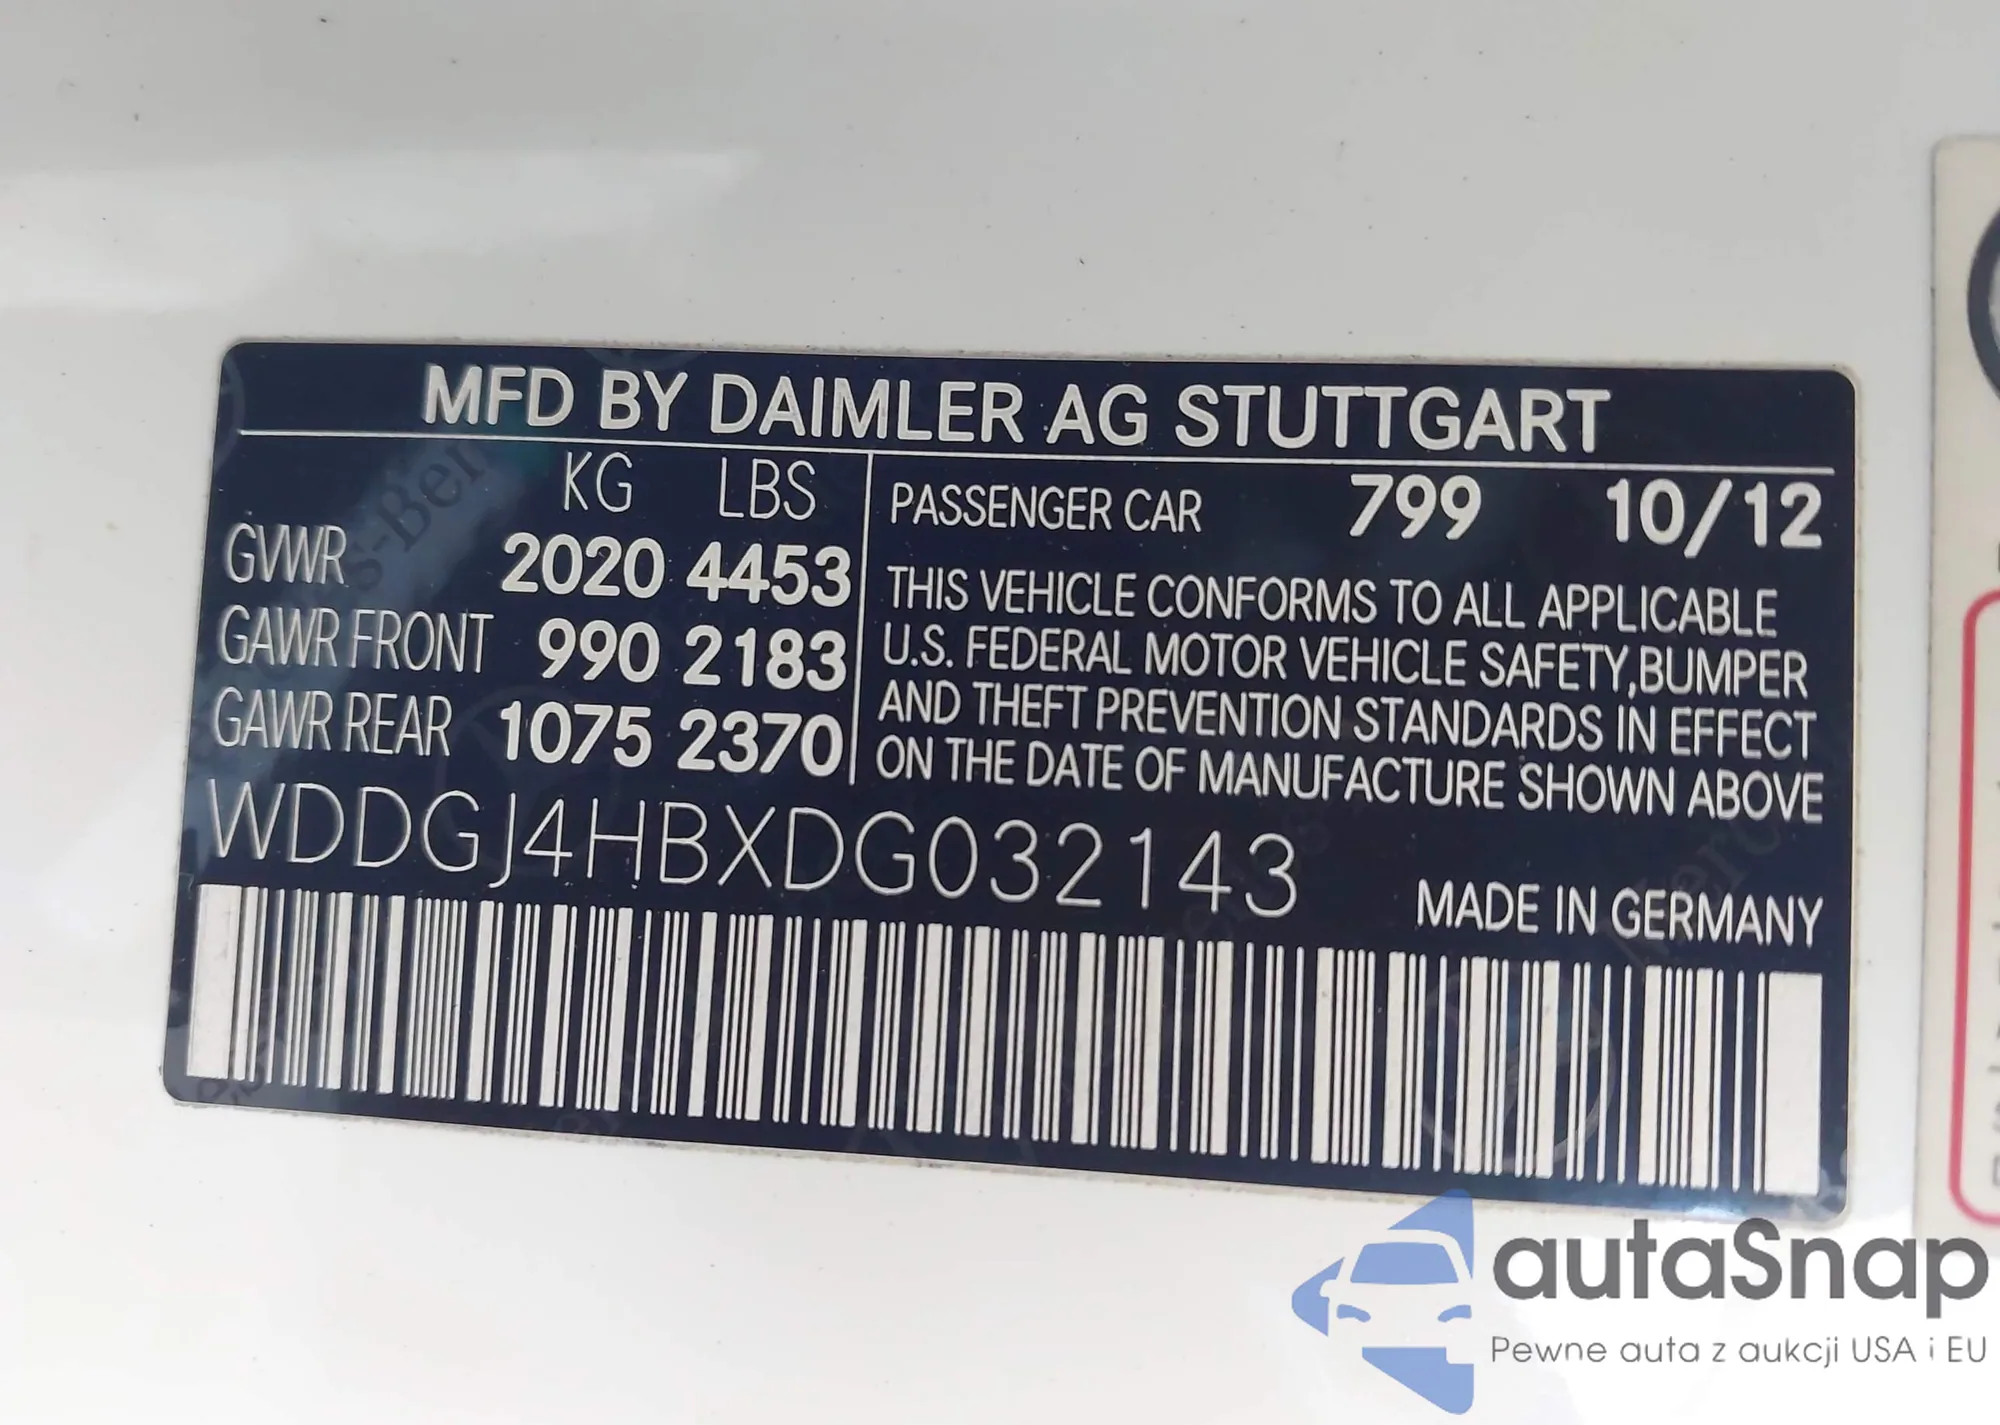 MFD BY DAIMLER AG STUTTGART
KG LBS
GVWR 2020 4453
GAWR FRONT 990 2183
GAWR REAR 1075 2370
PASSENGER CAR 799 10/12
THIS VEHICLE CONFORMS TO ALL APPLICABLE
U.S. FEDERAL MOTOR VEHICLE SAFETY,BUMPER
AND THEFT PREVENTION STANDARDS IN EFFECT
ON THE DATE OF MANUFACTURE SHOWN ABOVE
WDDGJ4HBXDG032143
MADE IN GERMANY
autaSnap
Pewne auta z aukcji USA i EU